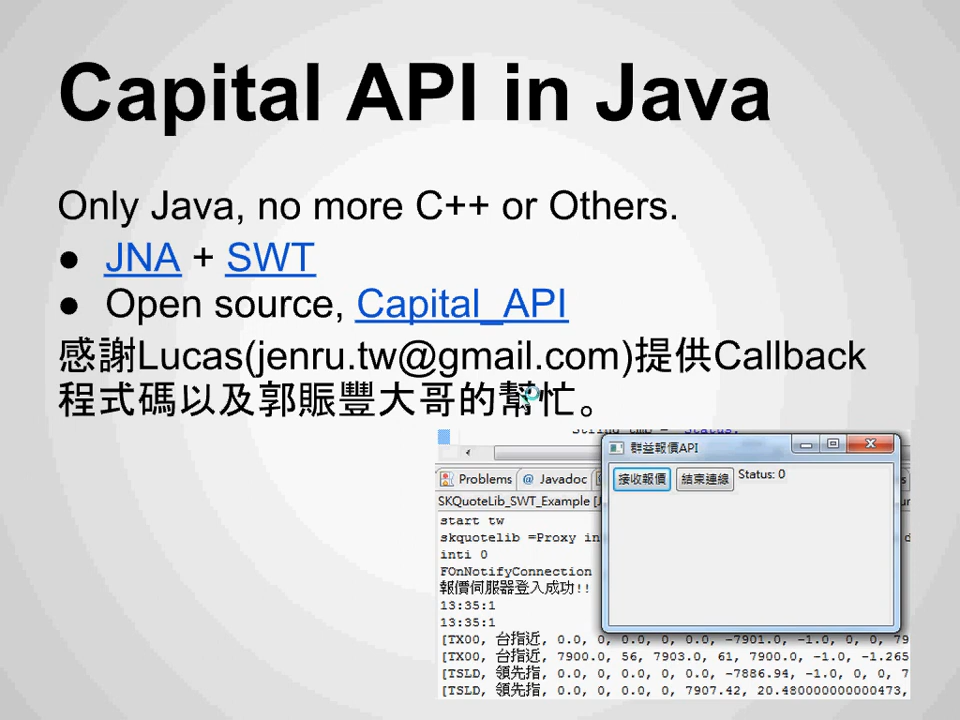 Capital API in Java
Only Java, no more C++ or Others.
● JNA + SWT
● Open source, Capital_API
感謝Lucas(jenru.tw@gmail.com)提供Callback
程式碼以及郭賑豐大哥的幫忙。
String tmp = "Status:
群益報價API
接收報價 結束連線 Status: 0
Problems @ Javadoc
SKQuoteLib_SWT_Example [J
start tw
skquotelib =Proxy in
inti 0
FOnNotifyConnection
報價伺服器登入成功!!
13:35:1
13:35:1
[TX00, 台指近, 0.0, 0, 0.0, 0, 0.0, -7901.0, -1.0, 0, 0, 79
[TX00, 台指近, 7900.0, 56, 7903.0, 61, 7900.0, -1.0, -1.265
[TSLD, 領先指, 0.0, 0, 0.0, 0, 0.0, -7886.94, -1.0, 0, 0, 7
[TSLD, 領先指, 0.0, 0, 0.0, 0, 7907.42, 20.480000000000473,